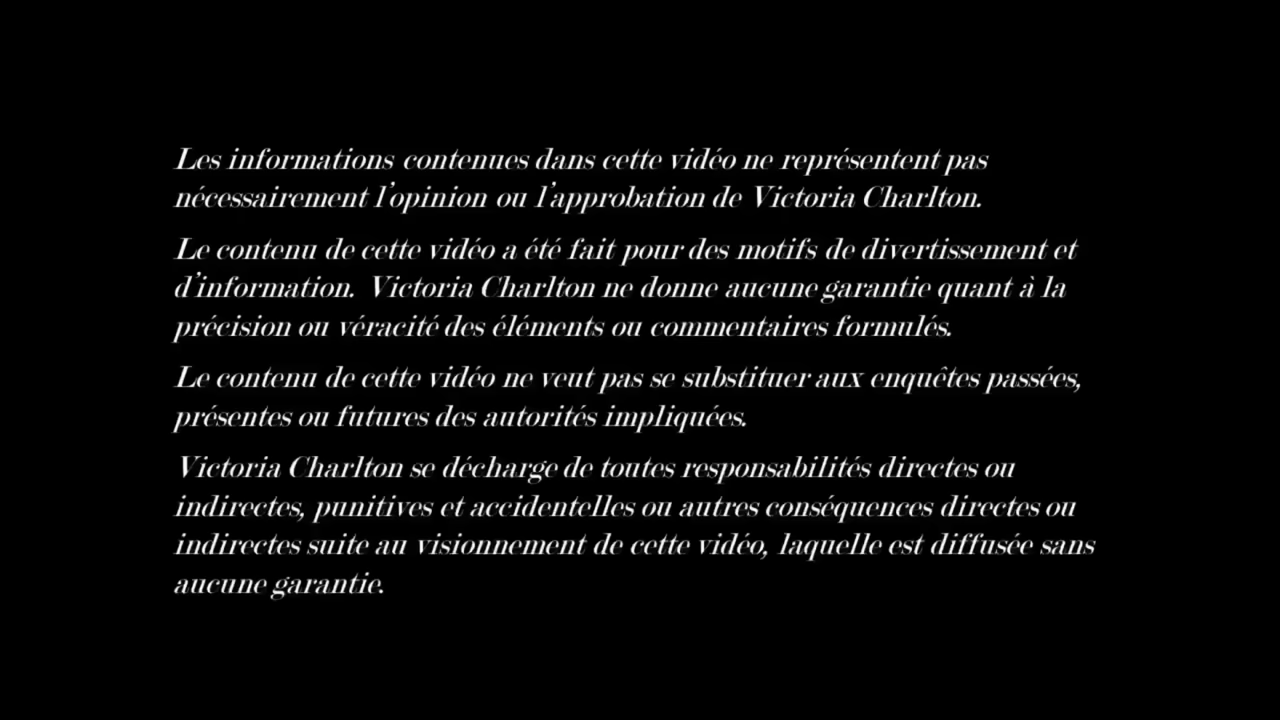 Les informations contenues dans cette vidéo ne représentent pas
nécessairement l'opinion ou l'approbation de Victoria Charlton.
Le contenu de cette vidéo a été fait pour des motifs de divertissement et
d'information. Victoria Charlton ne donne aucune garantie quant à la
précision ou véracité des éléments ou commentaires formulés.
Le contenu de cette vidéo ne veut pas se substituer aux enquêtes passées,
présentes ou futures des autorités impliquées.
Victoria Charlton se décharge de toutes responsabilités directes ou
indirectes, punitives et accidentelles ou autres conséquences directes ou
indirectes suite au visionnement de cette vidéo, laquelle est diffusée sans
aucune garantie.